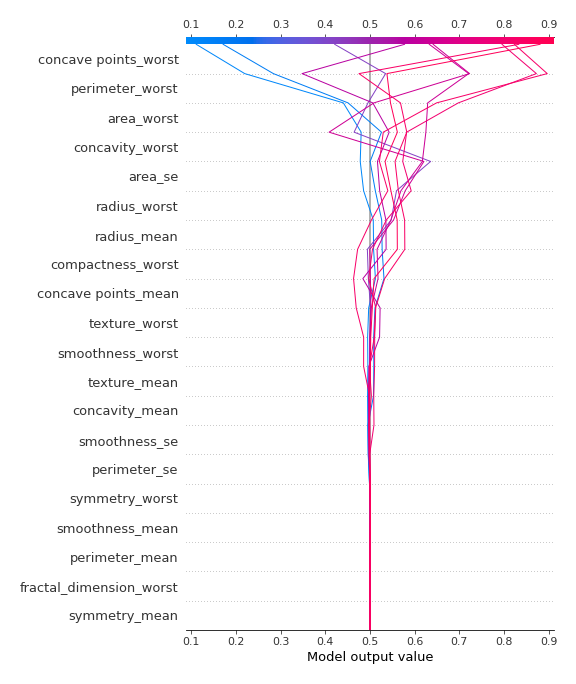 0.1 0.2 0.3 0.4 0.5 0.6 0.7 0.8 0.9
concave points_worst
perimeter_worst
area_worst
concavity_worst
area_se
radius_worst
radius_mean
compactness_worst
concave points_mean
texture_worst
smoothness_worst
texture_mean
concavity_mean
smoothness_se
perimeter_se
symmetry_worst
smoothness_mean
perimeter_mean
fractal_dimension_worst
symmetry_mean
0.1 0.2 0.3 0.4 0.5 0.6 0.7 0.8 0.9
Model output value